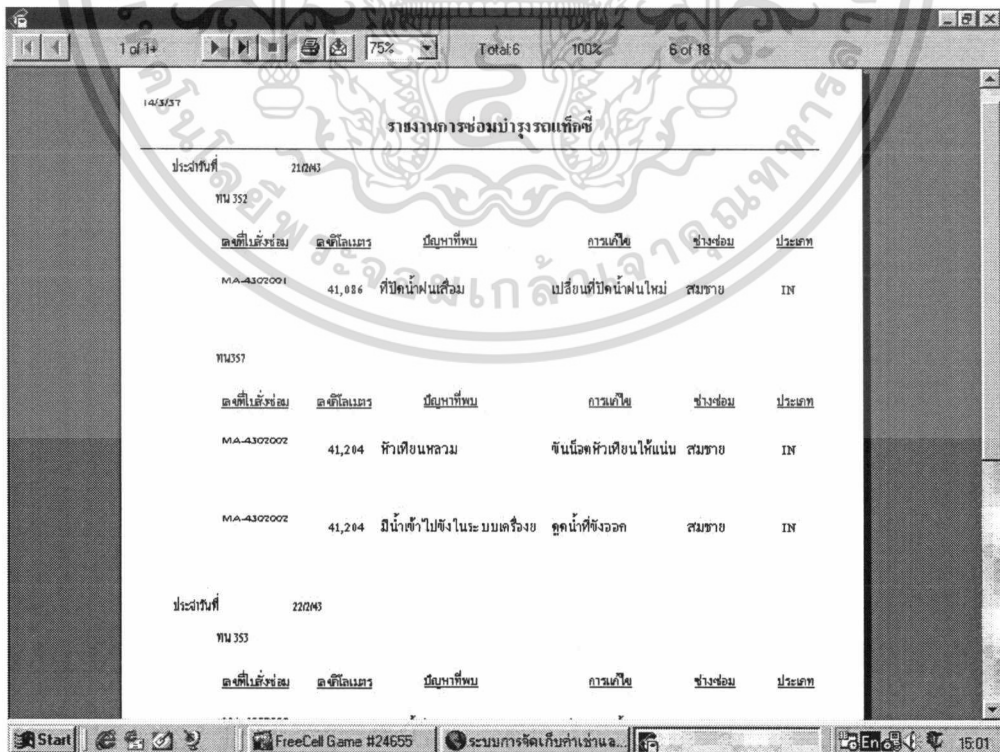 1 of 1+ 75% Total:6 100% 6 of 18
14/3/37
รายงานการซ่อมบำรุงรถแท็กซี่
ประจำวันที่ 21/2/43
ทน 352
เลขที่ใบสั่งซ่อม เลขกิโลเมตร ปัญหาที่พบ การแก้ไข ช่างซ่อม ประเภท
MA-4302001 41,086 ที่ปัดน้ำฝนเสื่อม เปลี่ยนที่ปัดน้ำฝนใหม่ สมชาย IN
ทน357
เลขที่ใบสั่งซ่อม เลขกิโลเมตร ปัญหาที่พบ การแก้ไข ช่างซ่อม ประเภท
MA-4302002 41,204 หัวเทียนหลวม ขันน็อตหัวเทียนให้แน่น สมชาย IN
MA-4302002 41,204 มีน้ำเข้าไปขังในระบบเครื่องย ดูดน้ำที่ขังออก สมชาย IN
ประจำวันที่ 22/2/43
ทน 353
เลขที่ใบสั่งซ่อม เลขกิโลเมตร ปัญหาที่พบ การแก้ไข ช่างซ่อม ประเภท
Start FreeCell Game #24655 ระบบการจัดเก็บค่าเช่าแล... En 15:01